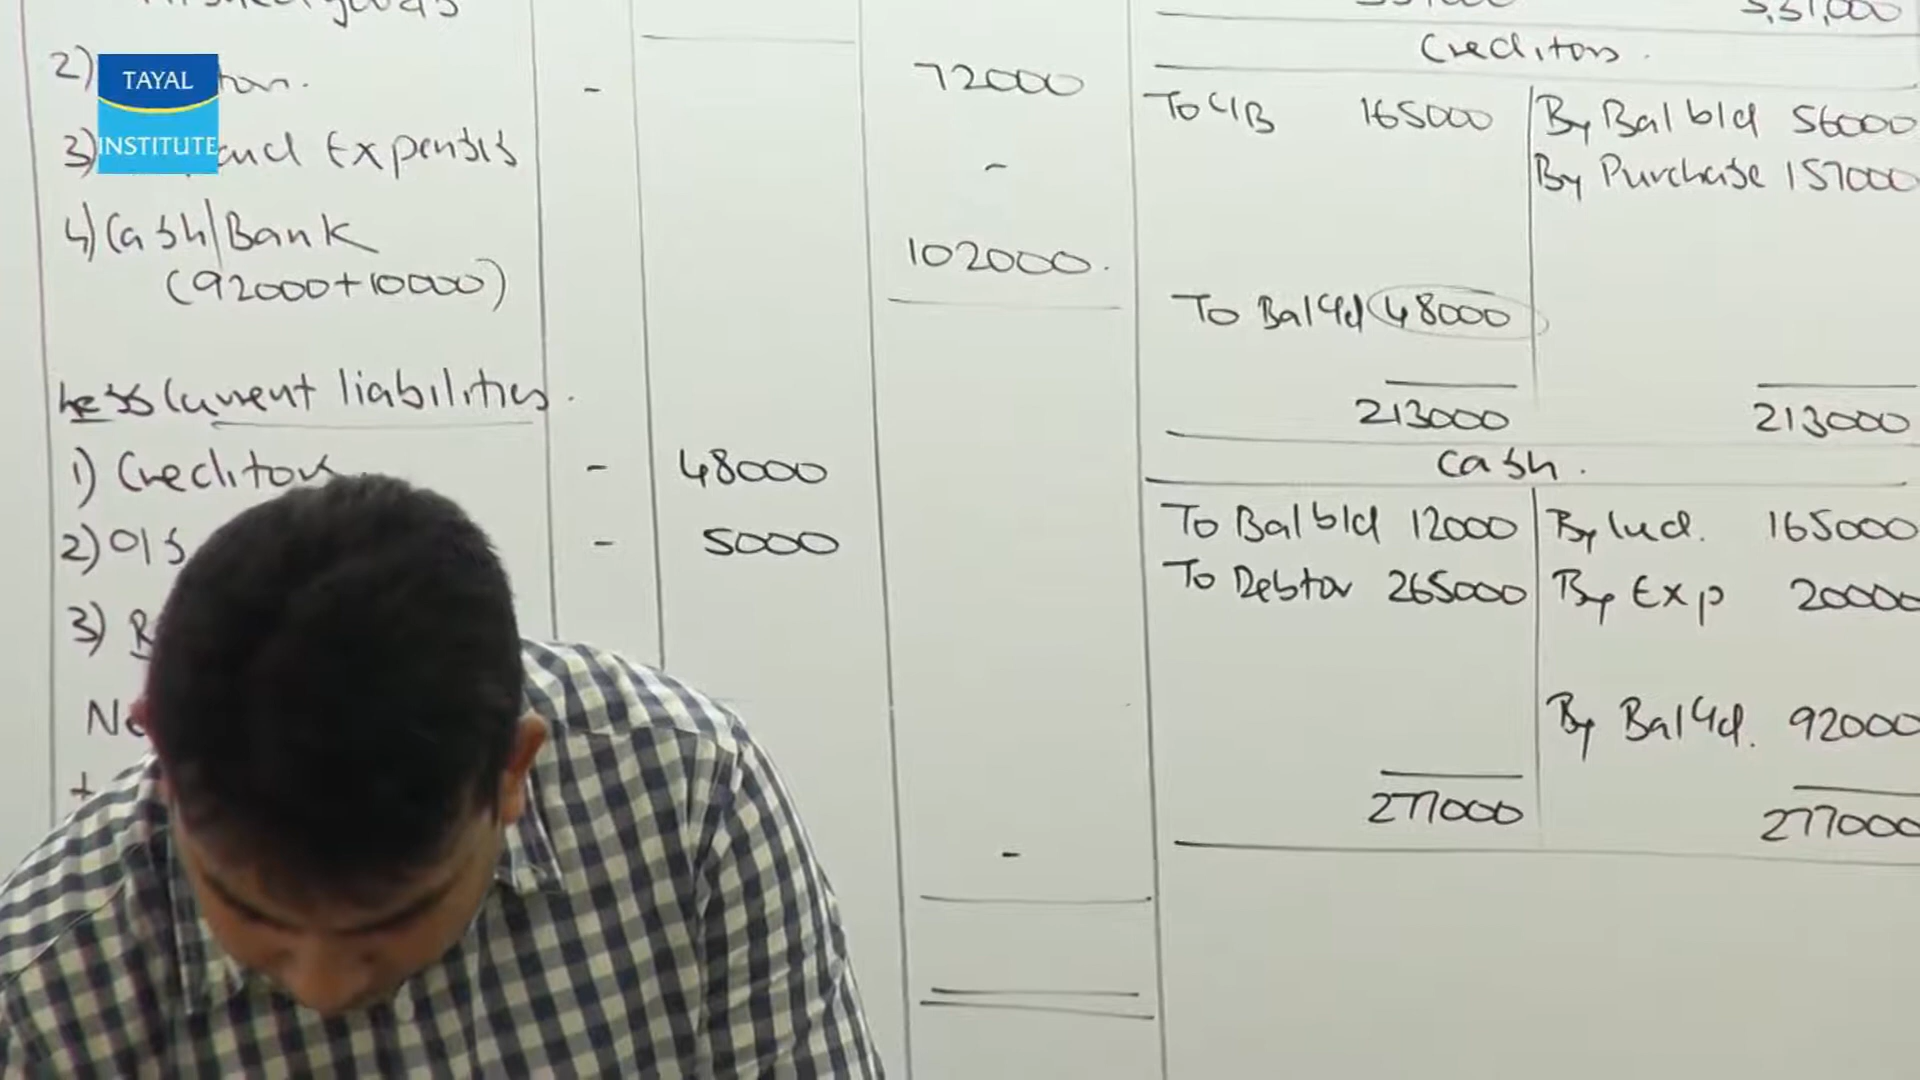 TAYAL
INSTITUTE
2)
72000
3) Expenses
4) Cash/Bank
(92000+10000)
102000.
Less Current liabilities.
1) Creditors - 48000
2) O/S - 5000
3)
+
Creditors.
To C/B 165000 By Bal b/d 56000
By Purchase 157000
To Bal c/d 48000
213000 213000
Cash.
To Bal b/d 12000 By 165000
To Debtor 265000 By Exp 20000
By Bal c/d. 92000
277000 277000